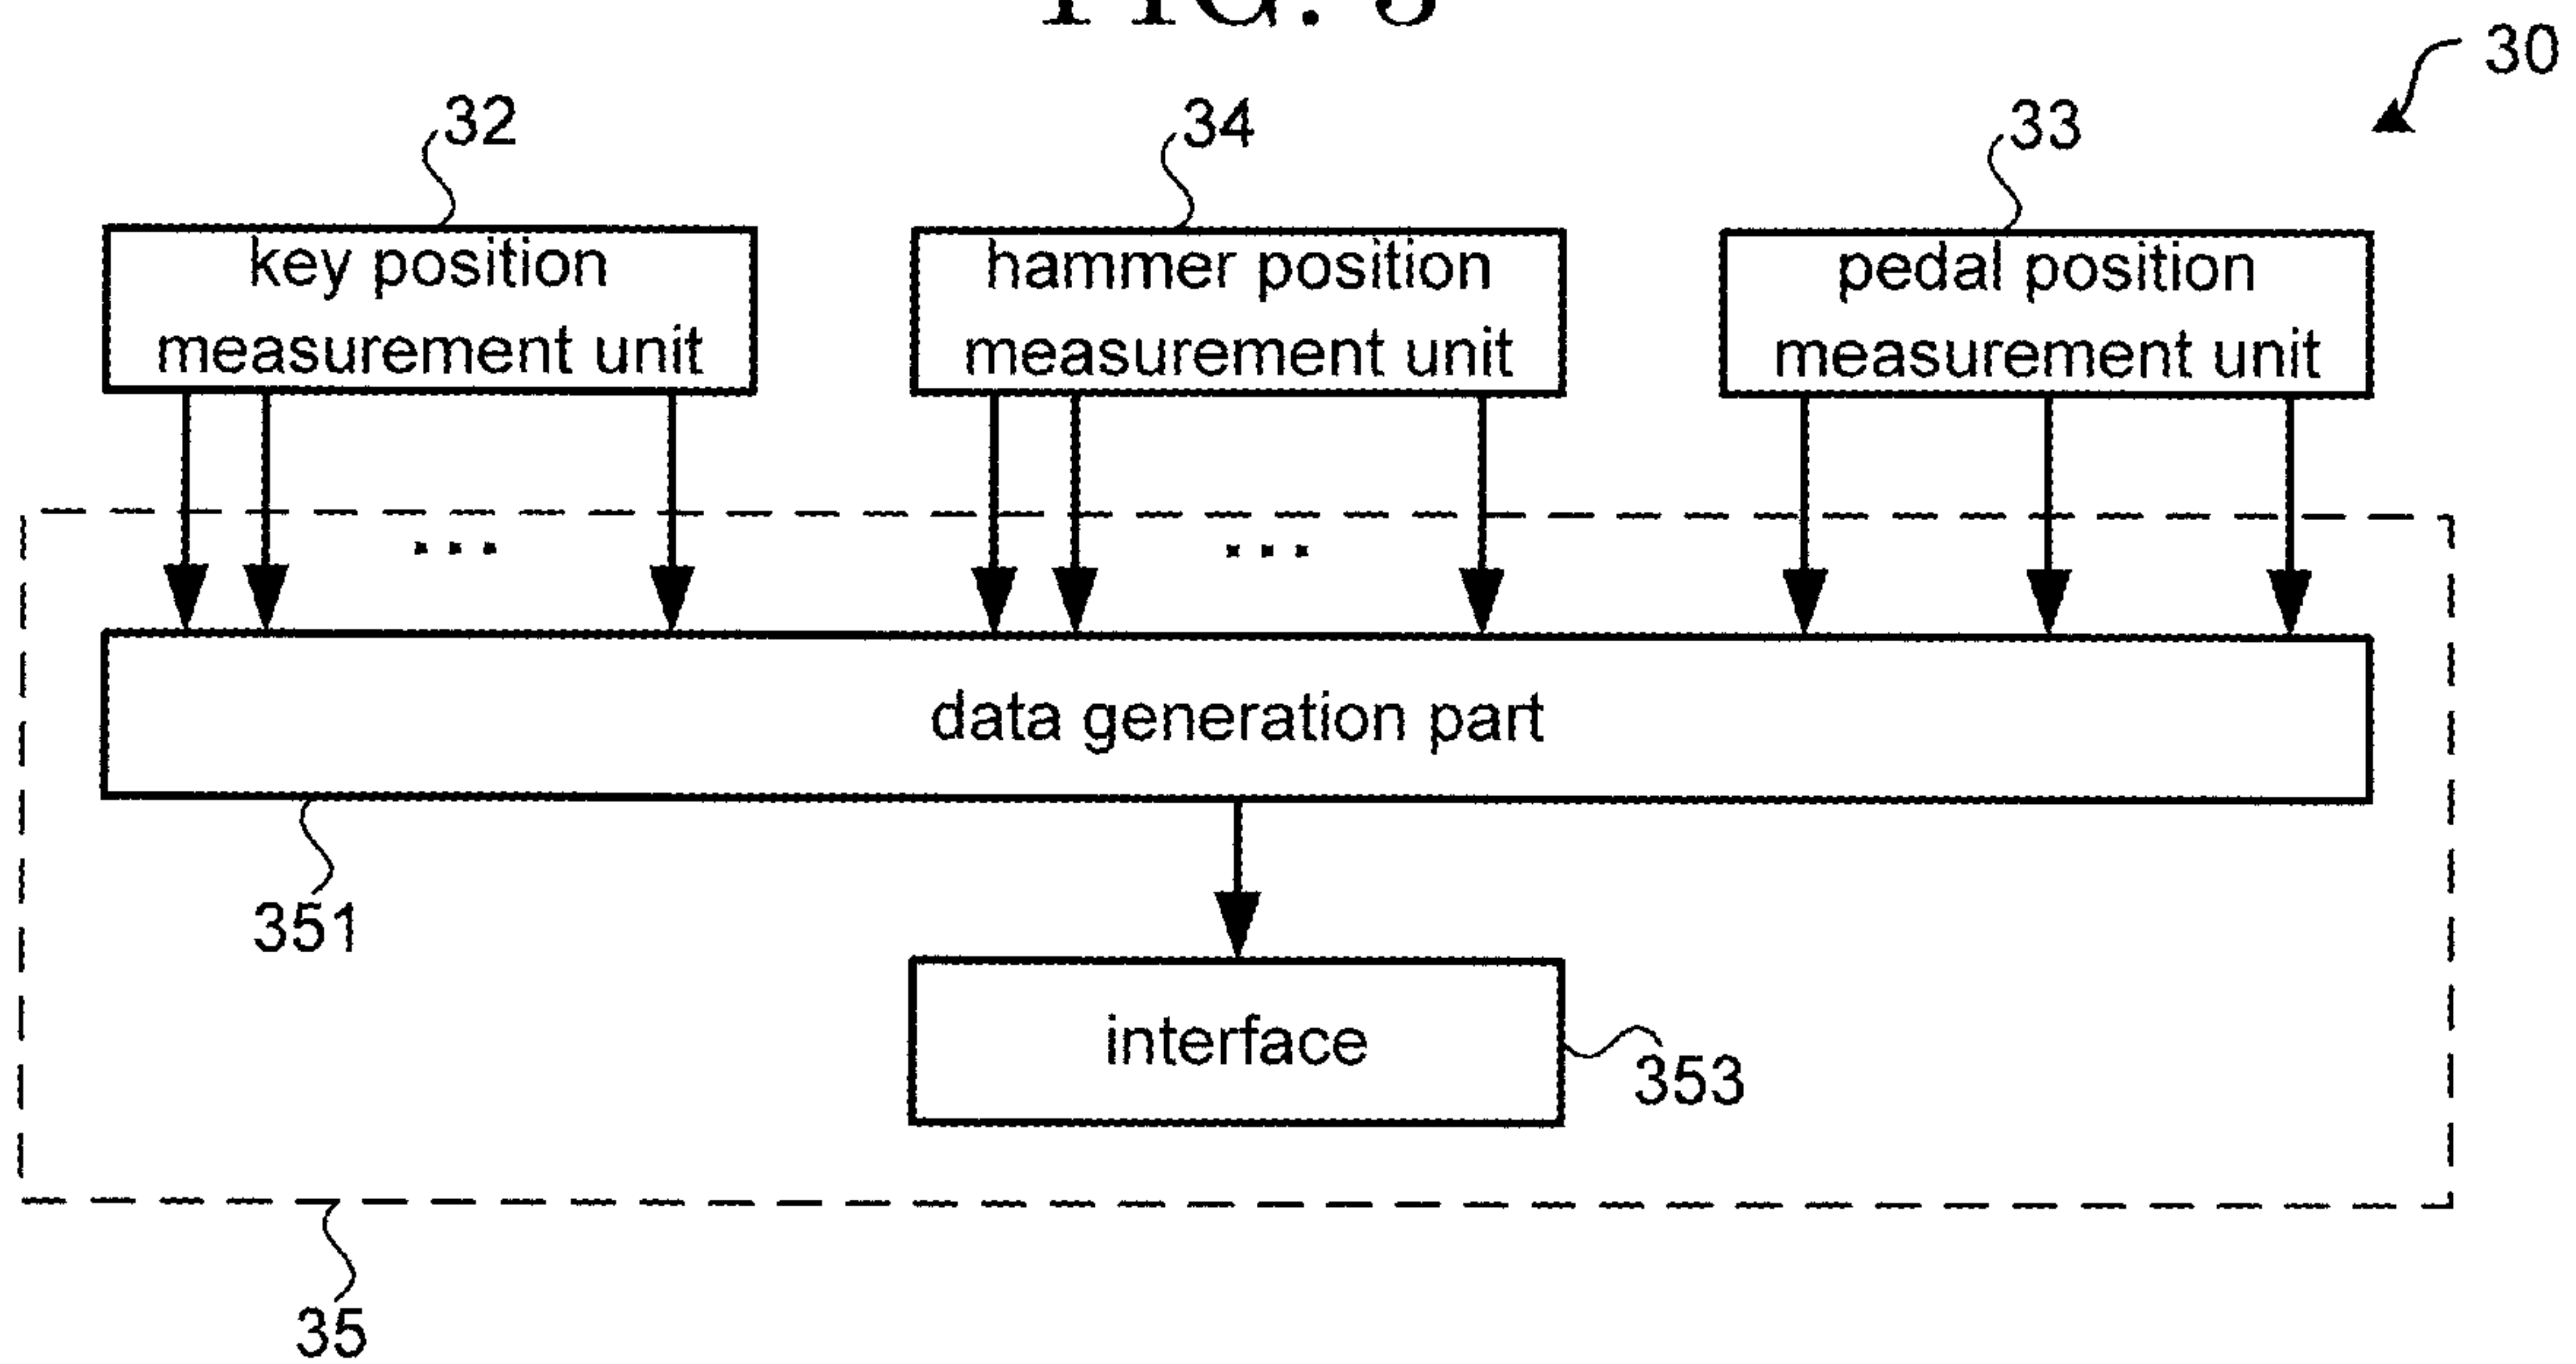 30
32
34
33
key position
measurement unit
hammer position
measurement unit
pedal position
measurement unit
...
...
data generation part
351
interface
353
35